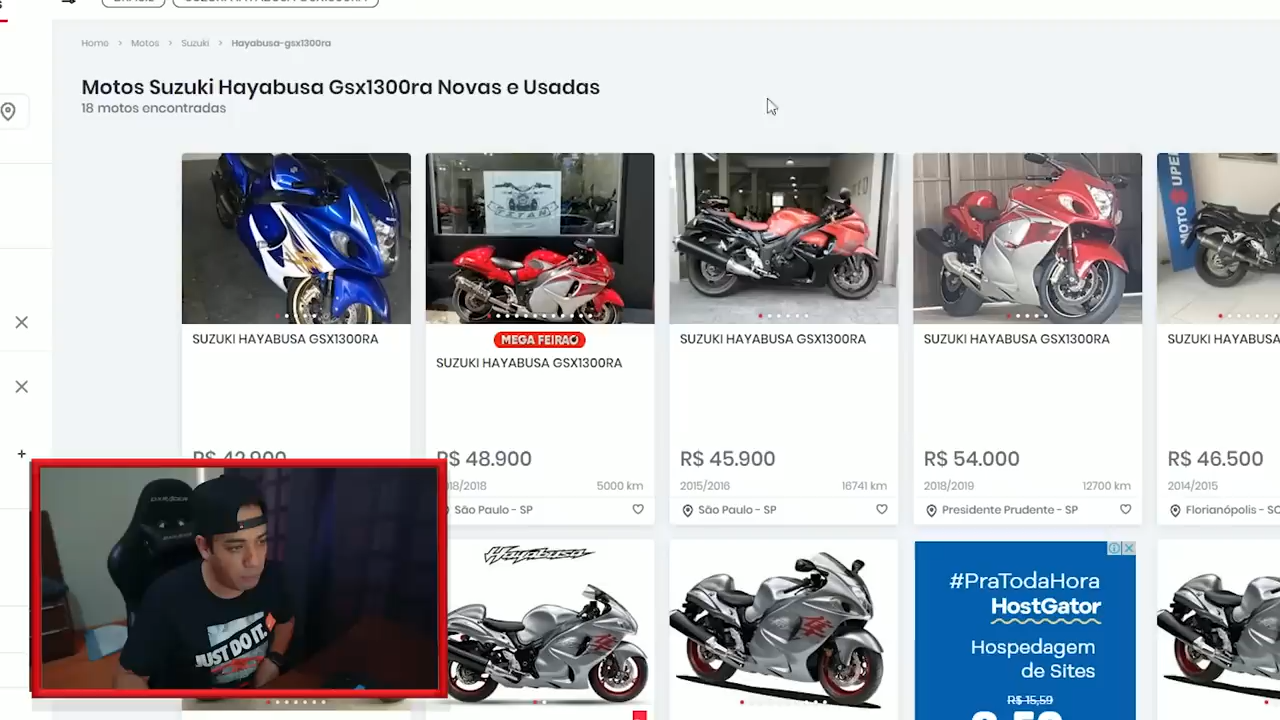 Home > Motos > Suzuki > Hayabusa-gsx1300ra
Motos Suzuki Hayabusa Gsx1300ra Novas e Usadas
18 motos encontradas
MOTO
SUZUKI HAYABUSA GSX1300RA
MEGA FEIRAO
SUZUKI HAYABUSA GSX1300RA
SUZUKI HAYABUSA GSX1300RA
SUZUKI HAYABUSA GSX1300RA
SUZUKI HAYABUSA
R$ 48.900
R$ 45.900
R$ 54.000
R$ 46.500
5000 km
2015/2016
16741 km
2018/2019
12700 km
2014/2015
São Paulo - SP
São Paulo - SP
Presidente Prudente - SP
Florianópolis - SC
DXRACER
JUST DO IT.
Hayabusa
#PraTodaHora
HostGator
Hospedagem
de Sites
R$ 15,59